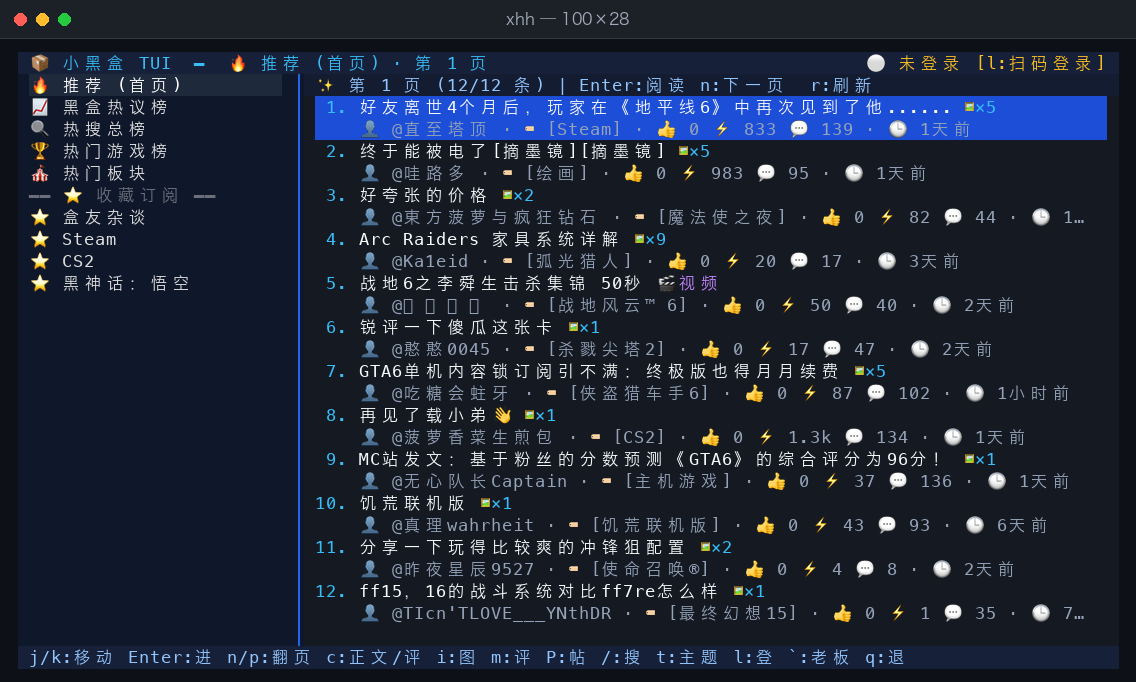 xhh — 100×28
📦 小黑盒 TUI — 🔥 推荐 (首页) · 第 1 页 ⚪ 未登录 [l:扫码登录]
🔥 推荐 (首页)
📈 黑盒热议榜
🔍 热搜总榜
🏆 热门游戏榜
🎪 热门板块
── ⭐ 收藏订阅 ──
⭐ 盒友杂谈
⭐ Steam
⭐ CS2
⭐ 黑神话：悟空
✨ 第 1 页 (12/12 条) | Enter:阅读 n:下一页 r:刷新
1. 好友离世4个月后，玩家在《地平线6》中再次见到了他...... 🖼×5
👤 @直至塔顶 · 🏷 [Steam] · 👍 0 ⚡ 833 💬 139 · 🕒 1天前
2. 终于能被电了[摘墨镜][摘墨镜] 🖼×5
👤 @哇路多 · 🏷 [绘画] · 👍 0 ⚡ 983 💬 95 · 🕒 1天前
3. 好夸张的价格 🖼×2
👤 @東方菠萝与疯狂钻石 · 🏷 [魔法使之夜] · 👍 0 ⚡ 82 💬 44 · 🕒 1…
4. Arc Raiders 家具系统详解 🖼×9
👤 @Ka1eid · 🏷 [弧光猎人] · 👍 0 ⚡ 20 💬 17 · 🕒 3天前
5. 战地6之李舜生击杀集锦 50秒 🎬视频
👤 @ · 🏷 [战地风云™ 6] · 👍 0 ⚡ 50 💬 40 · 🕒 2天前
6. 锐评一下傻瓜这张卡 🖼×1
👤 @憨憨0045 · 🏷 [杀戮尖塔2] · 👍 0 ⚡ 17 💬 47 · 🕒 2天前
7. GTA6单机内容锁订阅引不满：终极版也得月月续费 🖼×5
👤 @吃糖会蛀牙 · 🏷 [侠盗猎车手6] · 👍 0 ⚡ 87 💬 102 · 🕒 1小时前
8. 再见了载小弟👋 🖼×1
👤 @菠萝香菜生煎包 · 🏷 [CS2] · 👍 0 ⚡ 1.3k 💬 134 · 🕒 1天前
9. MC站发文：基于粉丝的分数预测《GTA6》的综合评分为96分！ 🖼×1
👤 @无心队长Captain · 🏷 [主机游戏] · 👍 0 ⚡ 37 💬 136 · 🕒 1天前
10. 饥荒联机版 🖼×1
👤 @真理wahrheit · 🏷 [饥荒联机版] · 👍 0 ⚡ 43 💬 93 · 🕒 6天前
11. 分享一下玩得比较爽的冲锋狙配置 🖼×2
👤 @昨夜星辰9527 · 🏷 [使命召唤®] · 👍 0 ⚡ 4 💬 8 · 🕒 2天前
12. ff15，16的战斗系统对比ff7re怎么样 🖼×1
👤 @TIcn'TLOVE___YNthDR · 🏷 [最终幻想15] · 👍 0 ⚡ 1 💬 35 · 🕒 7…
j/k:移动 Enter:进 n/p:翻页 c:正文/评 i:图 m:评 P:帖 /:搜 t:主题 l:登 `:老板 q:退